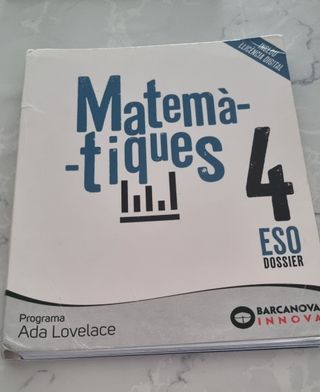 INCLOU
LLICÈNCIA DIGITAL
Matemà-
-tiques
4
ESO
DOSSIER
Programa
Ada Lovelace
BARCANOVA
INNOVA